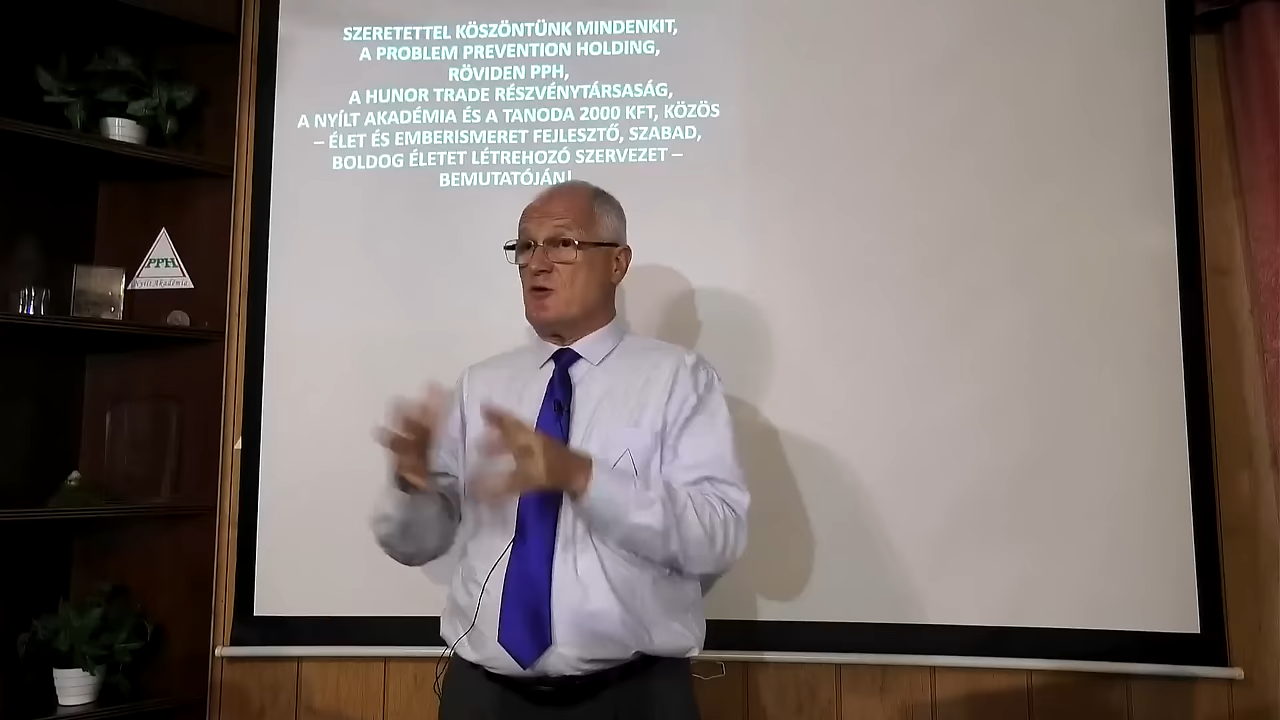 SZERETETTEL KÖSZÖNTÜNK MINDENKIT,
A PROBLEM PREVENTION HOLDING,
RÖVIDEN PPH,
A HUNOR TRADE RÉSZVÉNYTÁRSASÁG,
A NYÍLT AKADÉMIA ÉS A TANODA 2000 KFT, KÖZÖS
– ÉLET ÉS EMBERISMERET FEJLESZTŐ, SZABAD,
BOLDOG ÉLETET LÉTREHOZÓ SZERVEZET –
BEMUTATÓJÁN!
PPH
Nyílt Akadémia